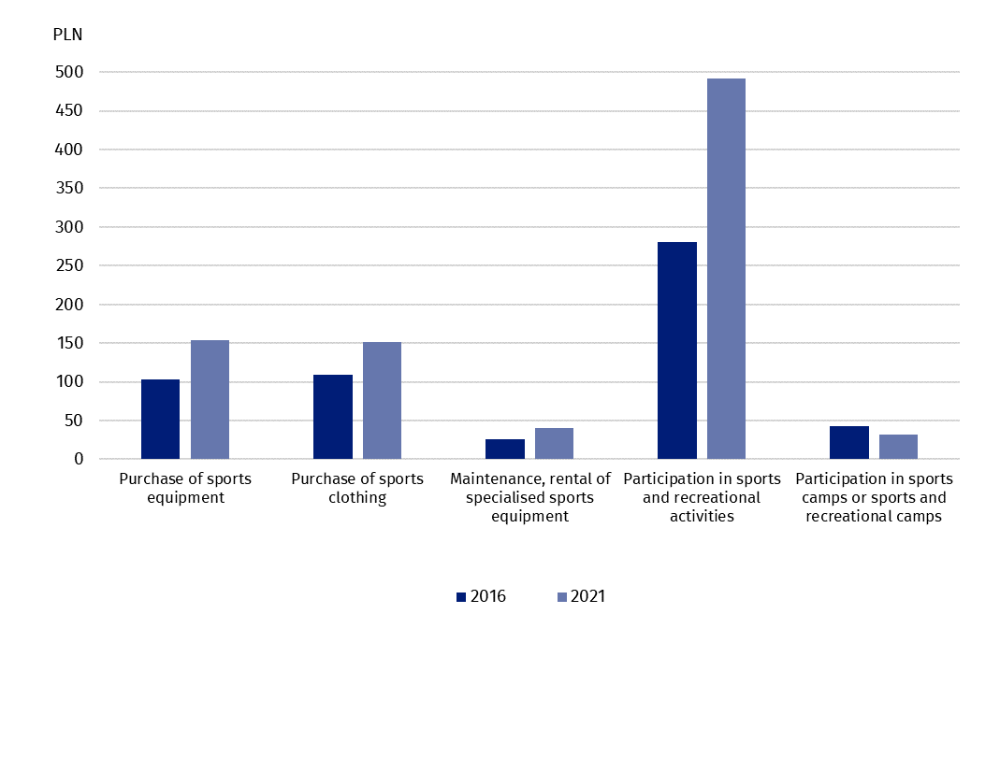 PLN
500
450
400
350
300
250
200
150
100
50
0
Purchase of sports
equipment
Purchase of sports
clothing
Maintenance, rental of
specialised sports
equipment
Participation in sports
and recreational
activities
Participation in sports
camps or sports and
recreational camps
2016
2021